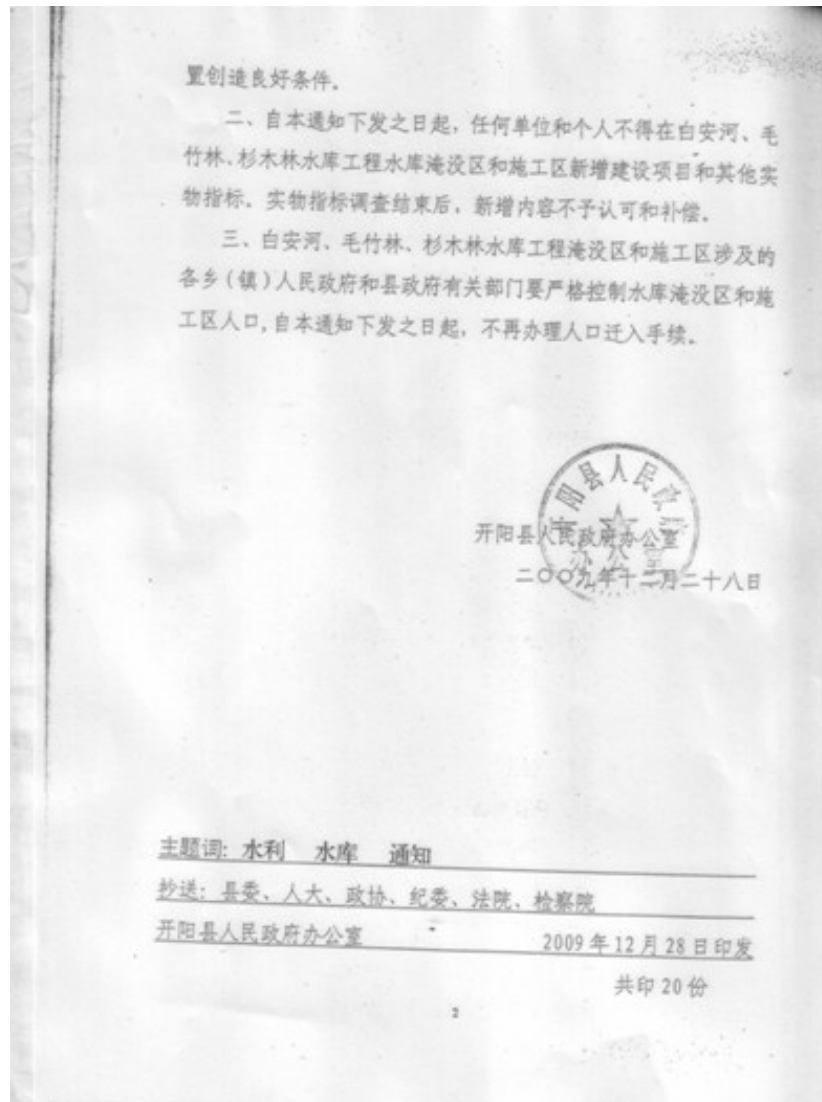 置创造良好条件。
二、自本通知下发之日起，任何单位和个人不得在白安河、毛
竹林、杉木林水库工程水库淹没区和施工区新增建设项目和其他实
物指标。实物指标调查结束后，新增内容不予认可和补偿。
三、白安河、毛竹林、杉木林水库工程淹没区和施工区涉及的
各乡（镇）人民政府和县政府有关部门要严格控制水库淹没区和施
工区人口,自本通知下发之日起，不再办理人口迁入手续。
开阳县人民政府
办公室
开阳县人民政府办公室
二〇〇九年十二月二十八日
主题词: 水利 水库 通知
抄送：县委、人大、政协、纪委、法院、检察院
开阳县人民政府办公室 2009年12月28日印发
共印20份
2